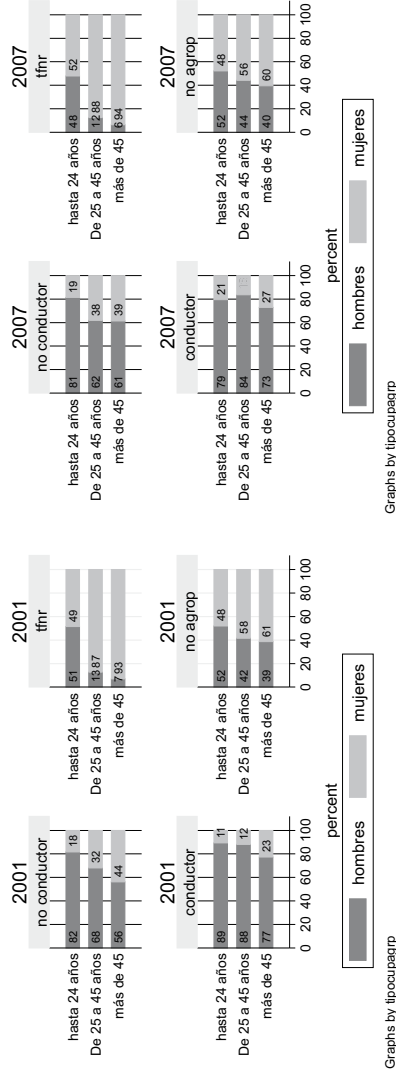 2001
no conductor
hasta 24 años 82 18
De 25 a 45 años 68 32
más de 45 56 44
2001
tfnr
hasta 24 años 51 49
De 25 a 45 años 13 87
más de 45 7 93
2001
conductor
hasta 24 años 89 11
De 25 a 45 años 88 12
más de 45 77 23
0 20 40 60 80 100
2001
no agrop
hasta 24 años 52 48
De 25 a 45 años 42 58
más de 45 39 61
0 20 40 60 80 100
percent
hombres mujeres
Graphs by tipocupagrp
2007
no conductor
hasta 24 años 81 19
De 25 a 45 años 62 38
más de 45 61 39
2007
tfnr
hasta 24 años 48 52
De 25 a 45 años 12 88
más de 45 6 94
2007
conductor
hasta 24 años 79 21
De 25 a 45 años 84
más de 45 73 27
0 20 40 60 80 100
2007
no agrop
hasta 24 años 52 48
De 25 a 45 años 44 56
más de 45 40 60
0 20 40 60 80 100
percent
hombres mujeres
Graphs by tipocupagrp